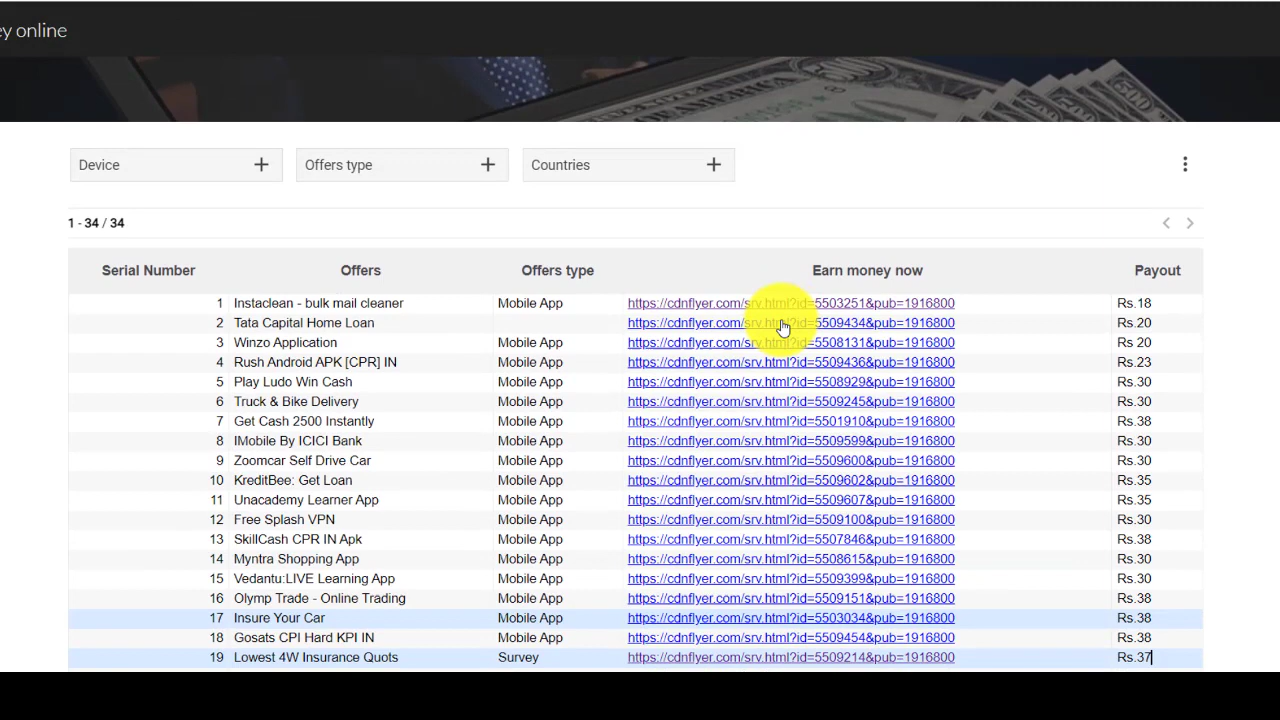 ey online
Device + Offers type + Countries +
1 - 34 / 34
Serial Number Offers Offers type Earn money now Payout
1 Instaclean - bulk mail cleaner Mobile App https://cdnflyer.com/srv.html?id=5503251&pub=1916800 Rs.18
2 Tata Capital Home Loan https://cdnflyer.com/srv.html?id=5509434&pub=1916800 Rs.20
3 Winzo Application Mobile App https://cdnflyer.com/srv.html?id=5508131&pub=1916800 Rs 20
4 Rush Android APK [CPR] IN Mobile App https://cdnflyer.com/srv.html?id=5509436&pub=1916800 Rs.23
5 Play Ludo Win Cash Mobile App https://cdnflyer.com/srv.html?id=5508929&pub=1916800 Rs.30
6 Truck & Bike Delivery Mobile App https://cdnflyer.com/srv.html?id=5509245&pub=1916800 Rs.30
7 Get Cash 2500 Instantly Mobile App https://cdnflyer.com/srv.html?id=5501910&pub=1916800 Rs.38
8 IMobile By ICICI Bank Mobile App https://cdnflyer.com/srv.html?id=5509599&pub=1916800 Rs.30
9 Zoomcar Self Drive Car Mobile App https://cdnflyer.com/srv.html?id=5509600&pub=1916800 Rs.30
10 KreditBee: Get Loan Mobile App https://cdnflyer.com/srv.html?id=5509602&pub=1916800 Rs.35
11 Unacademy Learner App Mobile App https://cdnflyer.com/srv.html?id=5509607&pub=1916800 Rs.35
12 Free Splash VPN Mobile App https://cdnflyer.com/srv.html?id=5509100&pub=1916800 Rs.30
13 SkillCash CPR IN Apk Mobile App https://cdnflyer.com/srv.html?id=5507846&pub=1916800 Rs.38
14 Myntra Shopping App Mobile App https://cdnflyer.com/srv.html?id=5508615&pub=1916800 Rs.30
15 Vedantu:LIVE Learning App Mobile App https://cdnflyer.com/srv.html?id=5509399&pub=1916800 Rs.30
16 Olymp Trade - Online Trading Mobile App https://cdnflyer.com/srv.html?id=5509151&pub=1916800 Rs.38
17 Insure Your Car Mobile App https://cdnflyer.com/srv.html?id=5503034&pub=1916800 Rs.38
18 Gosats CPI Hard KPI IN Mobile App https://cdnflyer.com/srv.html?id=5509454&pub=1916800 Rs.38
19 Lowest 4W Insurance Quots Survey https://cdnflyer.com/srv.html?id=5509214&pub=1916800 Rs.37